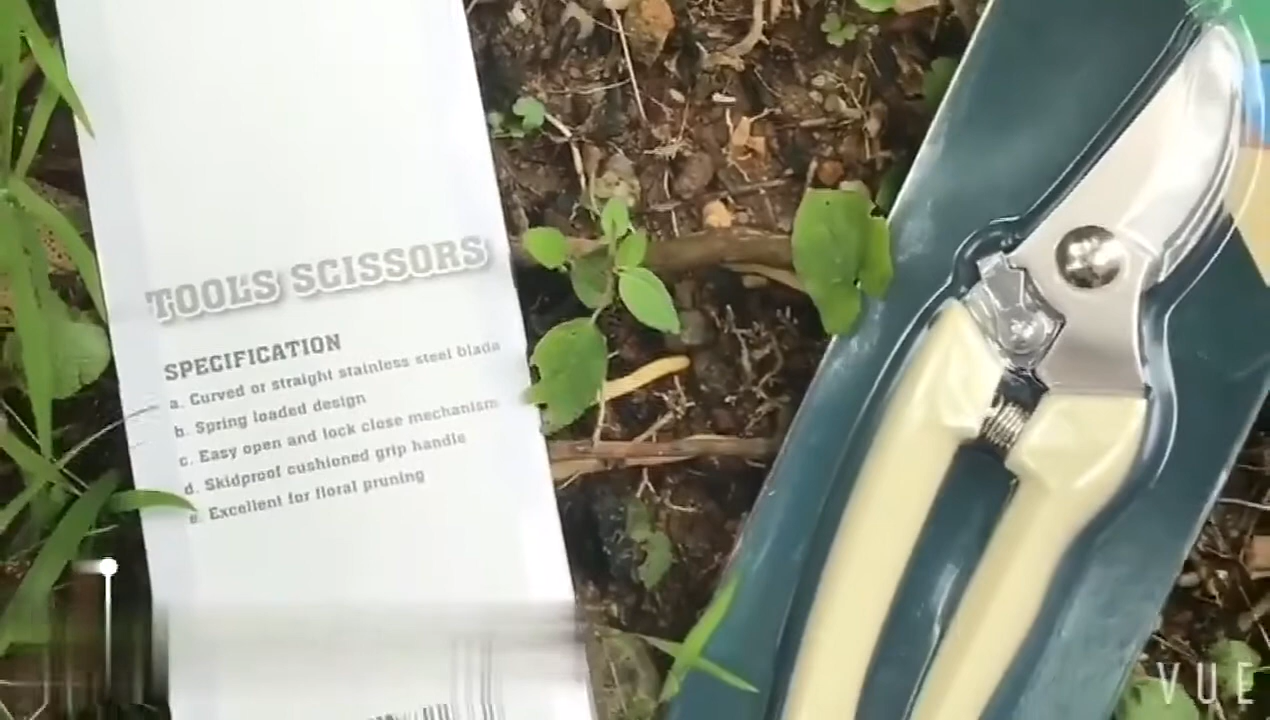 TOOLS SCISSORS
SPECIFICATION
a. Curved or straight stainless steel blade
b. Spring loaded design
c. Easy open and lock close mechanism
d. Skidproof cushioned grip handle
e. Excellent for floral pruning
VUE